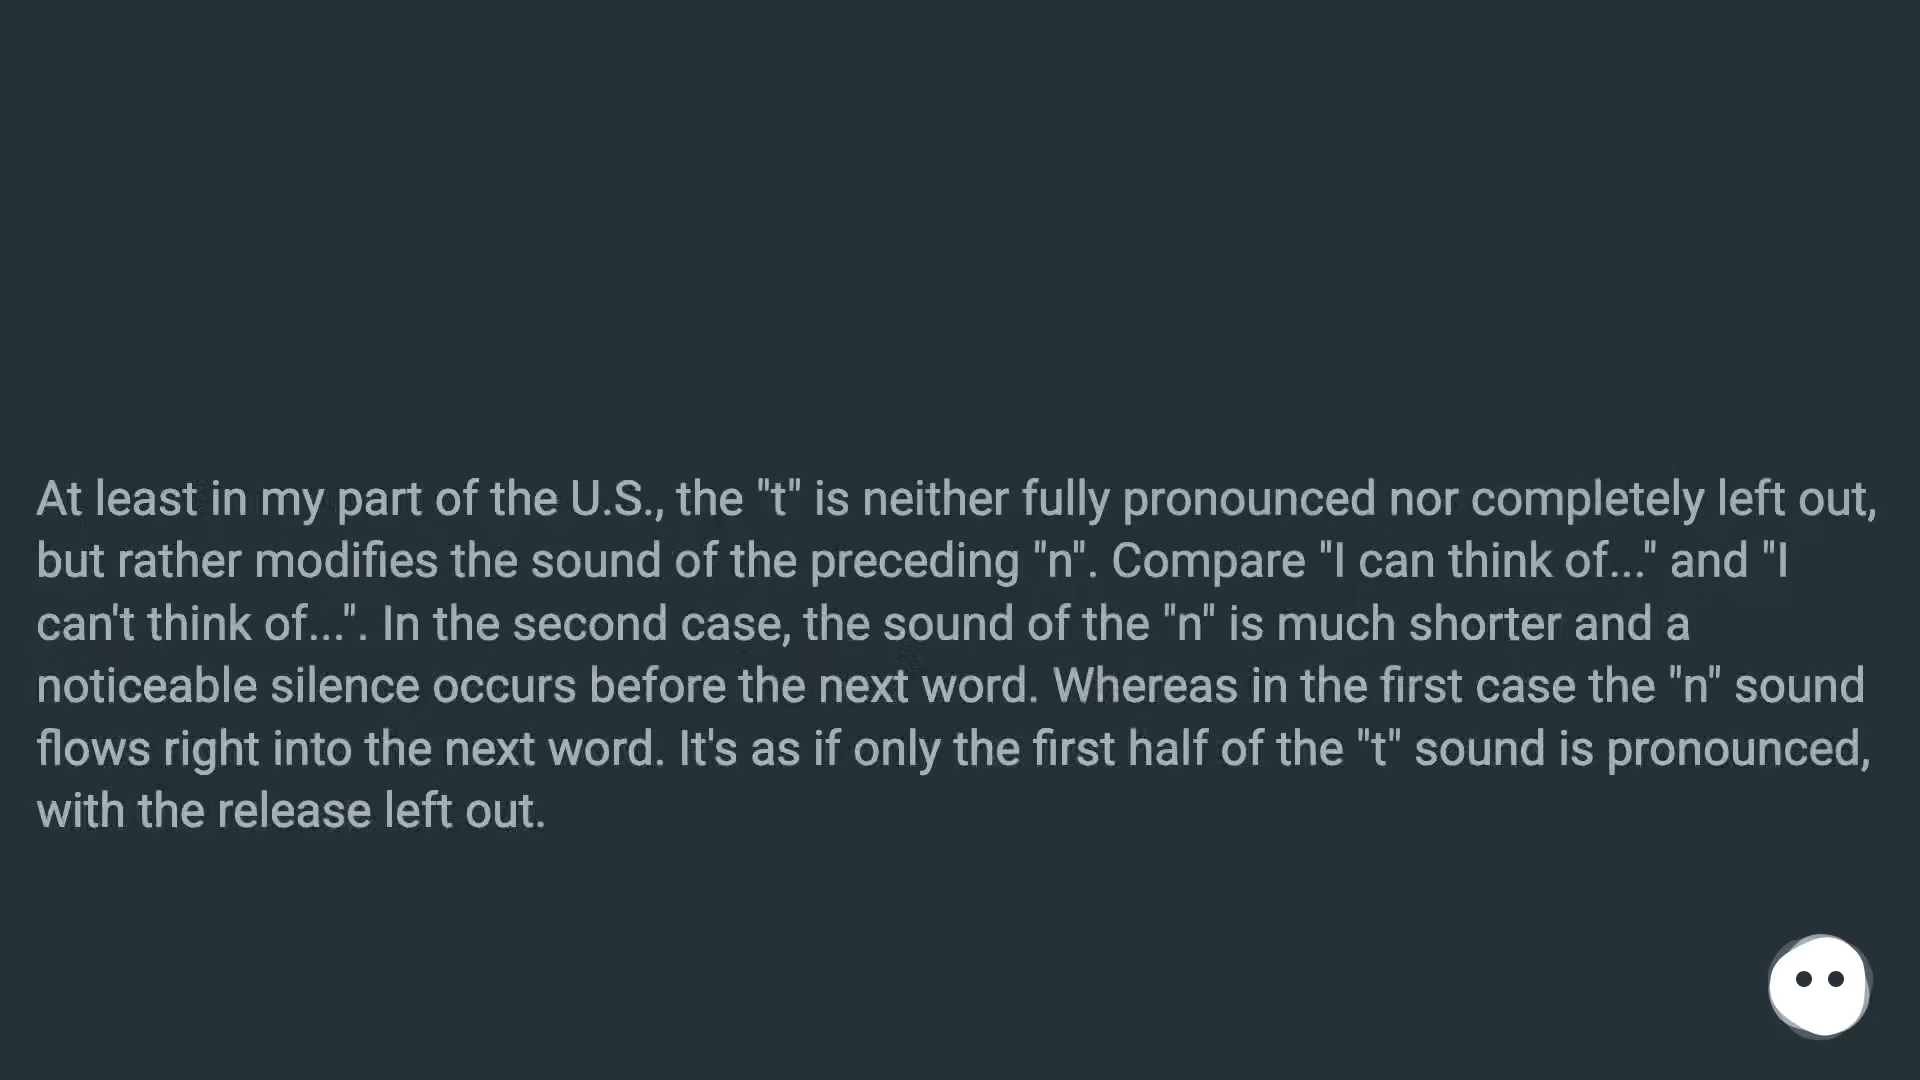 At least in my part of the U.S., the "t" is neither fully pronounced nor completely left out,
but rather modifies the sound of the preceding "n". Compare "I can think of..." and "I
can't think of...". In the second case, the sound of the "n" is much shorter and a
noticeable silence occurs before the next word. Whereas in the first case the "n" sound
flows right into the next word. It's as if only the first half of the "t" sound is pronounced,
with the release left out.